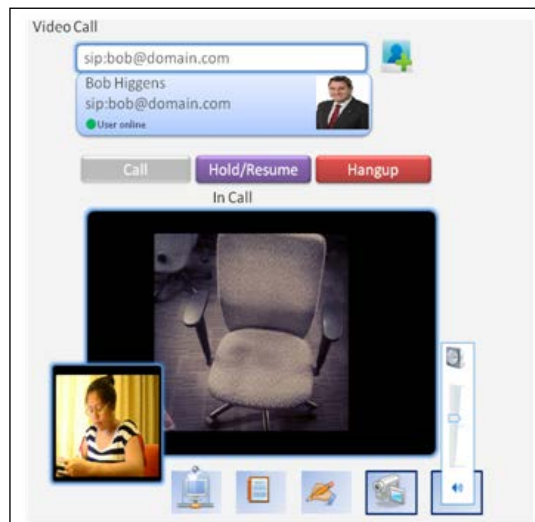 Video Call
sip:bob@domain.com
Bob Higgens
sip:bob@domain.com
User online
Call
Hold/Resume
Hangup
In Call